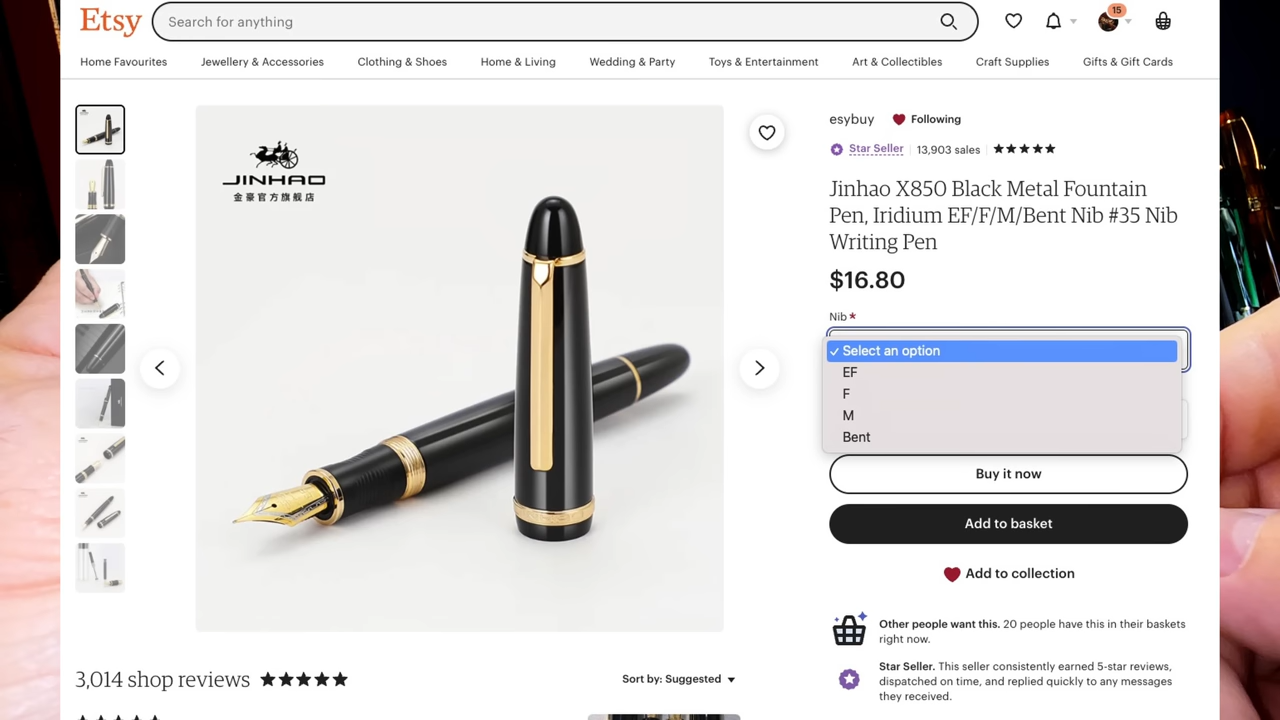 Etsy
Search for anything
15
Home Favourites
Jewellery & Accessories
Clothing & Shoes
Home & Living
Wedding & Party
Toys & Entertainment
Art & Collectibles
Craft Supplies
Gifts & Gift Cards
JINHAO
金豪官方旗舰店
esybuy
Following
Star Seller
13,903 sales
Jinhao X850 Black Metal Fountain
Pen, Iridium EF/F/M/Bent Nib #35 Nib
Writing Pen
$16.80
Nib *
✓ Select an option
EF
F
M
Bent
Buy it now
Add to basket
Add to collection
Other people want this. 20 people have this in their baskets
right now.
Star Seller. This seller consistently earned 5-star reviews,
dispatched on time, and replied quickly to any messages
they received.
3,014 shop reviews
Sort by: Suggested